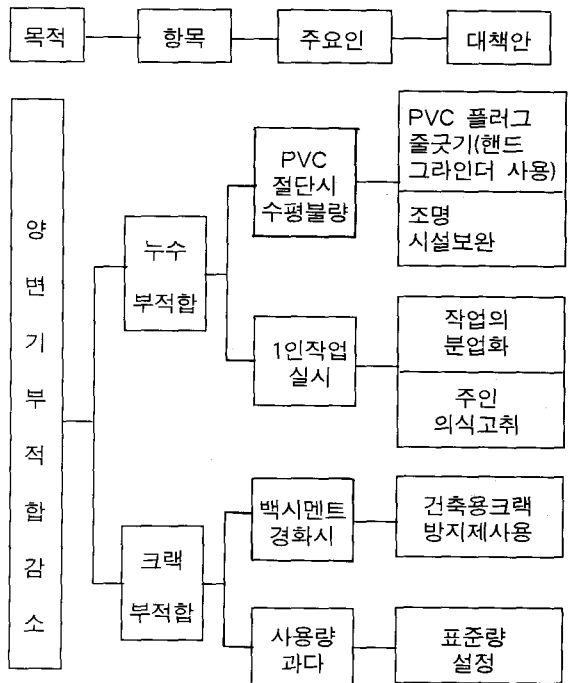 목적
항목
주요인
대책안
양
변
기
부
적
합
감
소
누수
부적합
PVC
절단시
수평불량
PVC 플러그
줄긋기(핸드
그라인더 사용)
조명
시설보완
1인작업
실시
작업의
분업화
주인
의식고취
크랙
부적합
백시멘트
경화시
건축용크랙
방지제사용
사용량
과다
표준량
설정